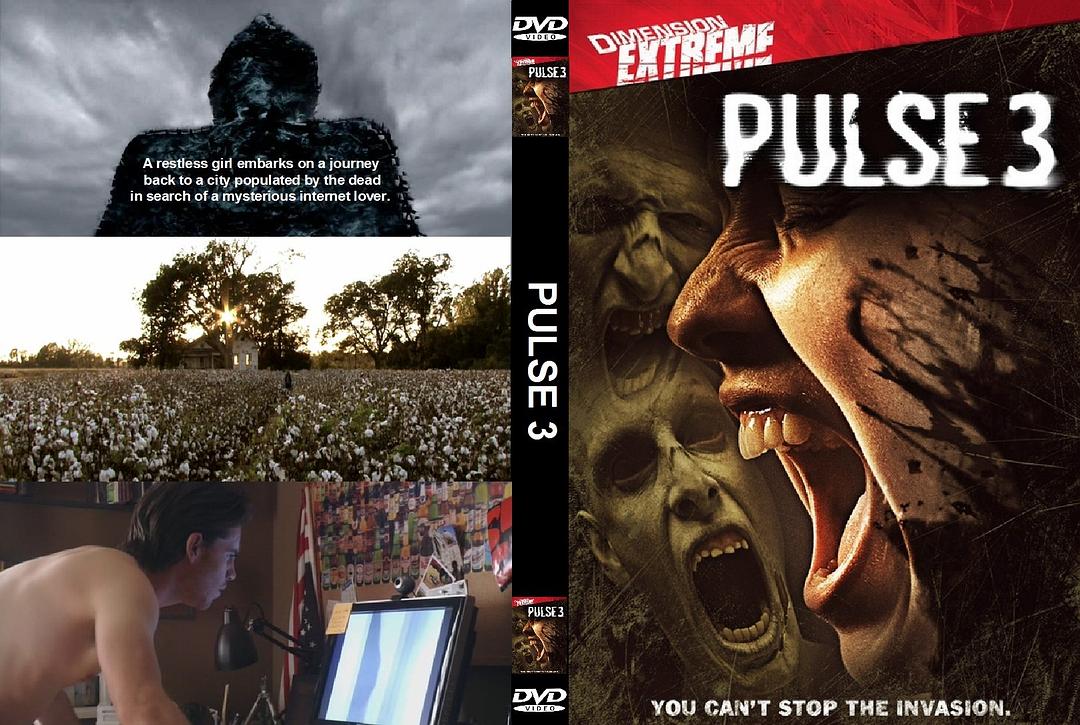 A restless girl embarks on a journey
back to a city populated by the dead
in search of a mysterious internet lover.
DVD
VIDEO
PULSE 3
PULSE 3
PULSE 3
DVD
VIDEO
DIMENSION
EXTREME
PULSE 3
YOU CAN'T STOP THE INVASION.